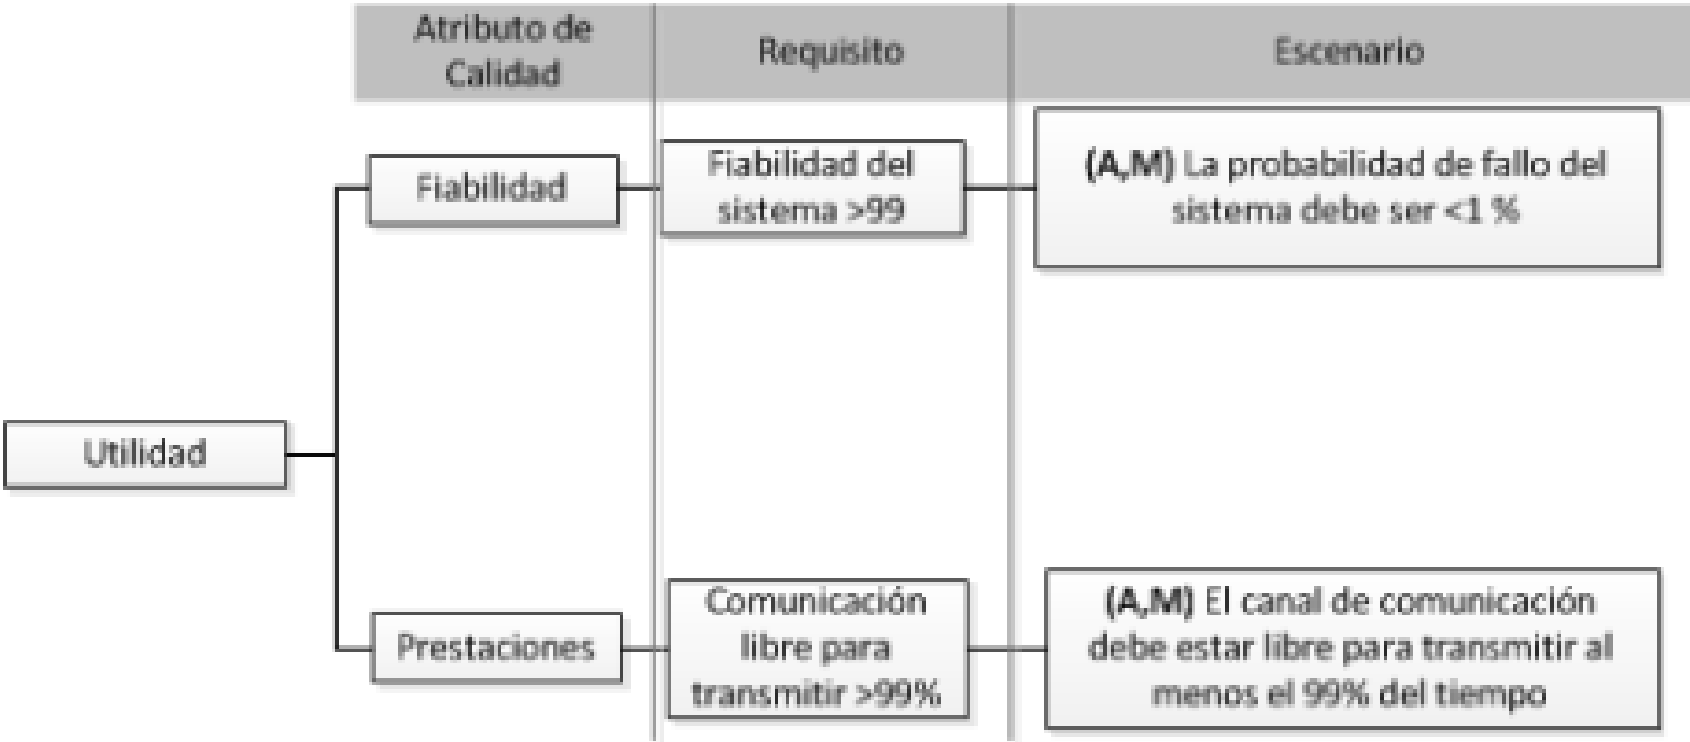 Atributo de
Calidad
Requisito
Escenario
Fiabilidad
Fiabilidad del
sistema >99
(A,M) La probabilidad de fallo del
sistema debe ser <1 %
Utilidad
Prestaciones
Comunicación
libre para
transmitir >99%
(A,M) El canal de comunicación
debe estar libre para transmitir al
menos el 99% del tiempo